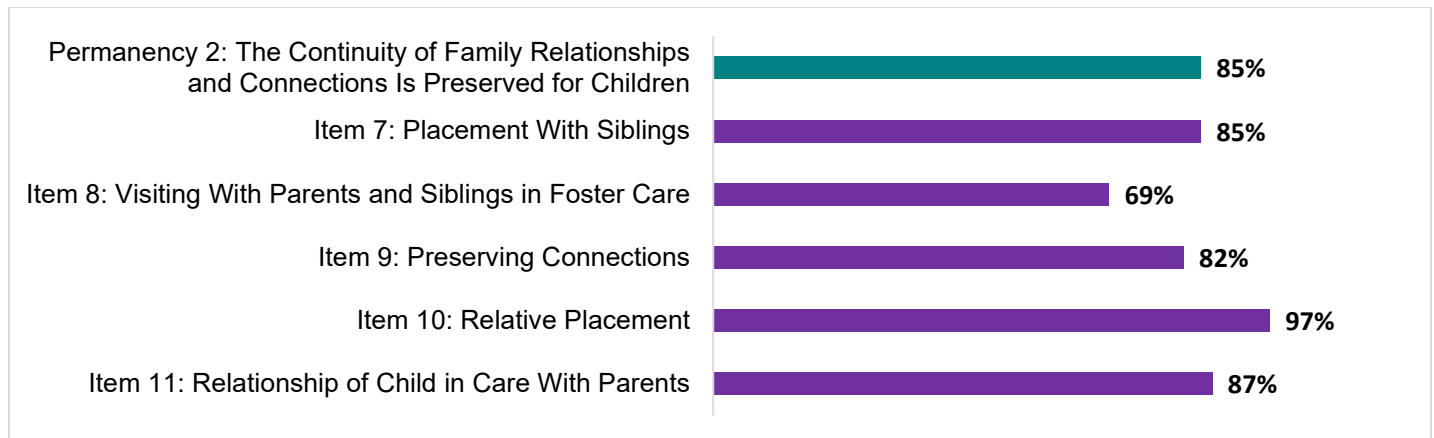 Permanency 2: The Continuity of Family Relationships
and Connections Is Preserved for Children
85%
Item 7: Placement With Siblings
85%
Item 8: Visiting With Parents and Siblings in Foster Care
69%
Item 9: Preserving Connections
82%
Item 10: Relative Placement
97%
Item 11: Relationship of Child in Care With Parents
87%